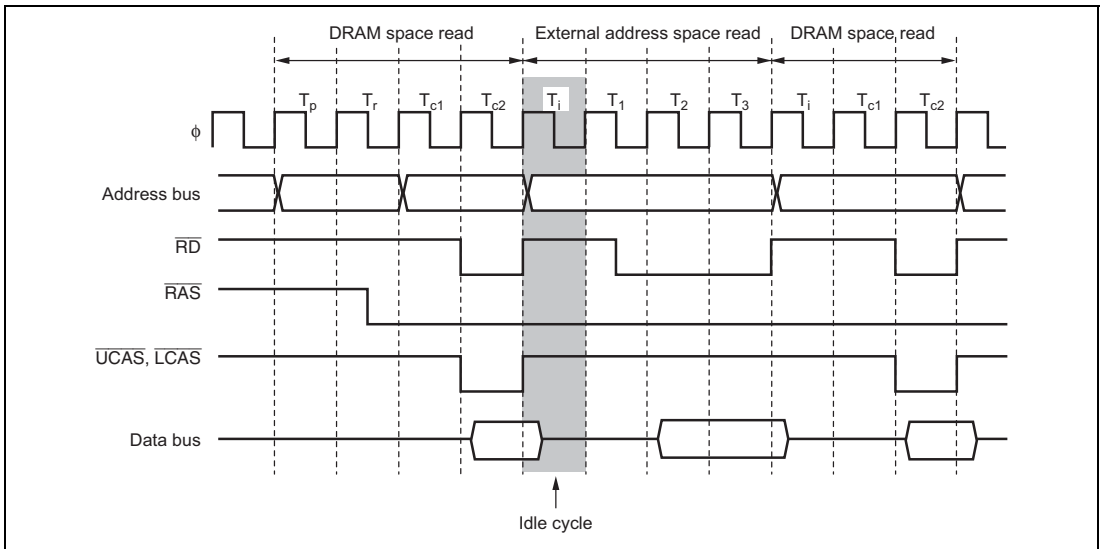 DRAM space read External address space read DRAM space read
Tp Tr Tc1 Tc2 Ti T1 T2 T3 Ti Tc1 Tc2
ϕ
Address bus
RD
RAS
UCAS, LCAS
Data bus
Idle cycle